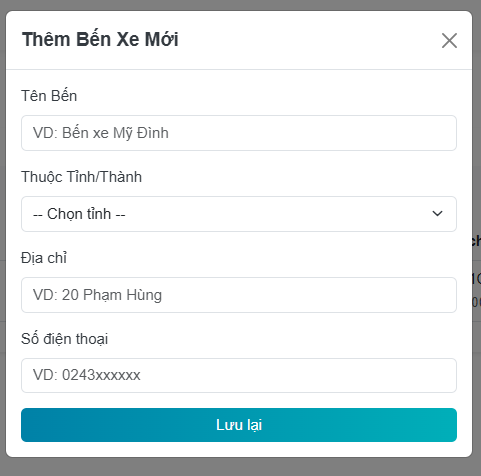 Thêm Bến Xe Mới
Tên Bến
VD: Bến xe Mỹ Đình
Thuộc Tỉnh/Thành
-- Chọn tỉnh --
Địa chỉ
VD: 20 Phạm Hùng
Số điện thoại
VD: 0243xxxxxx
Lưu lại